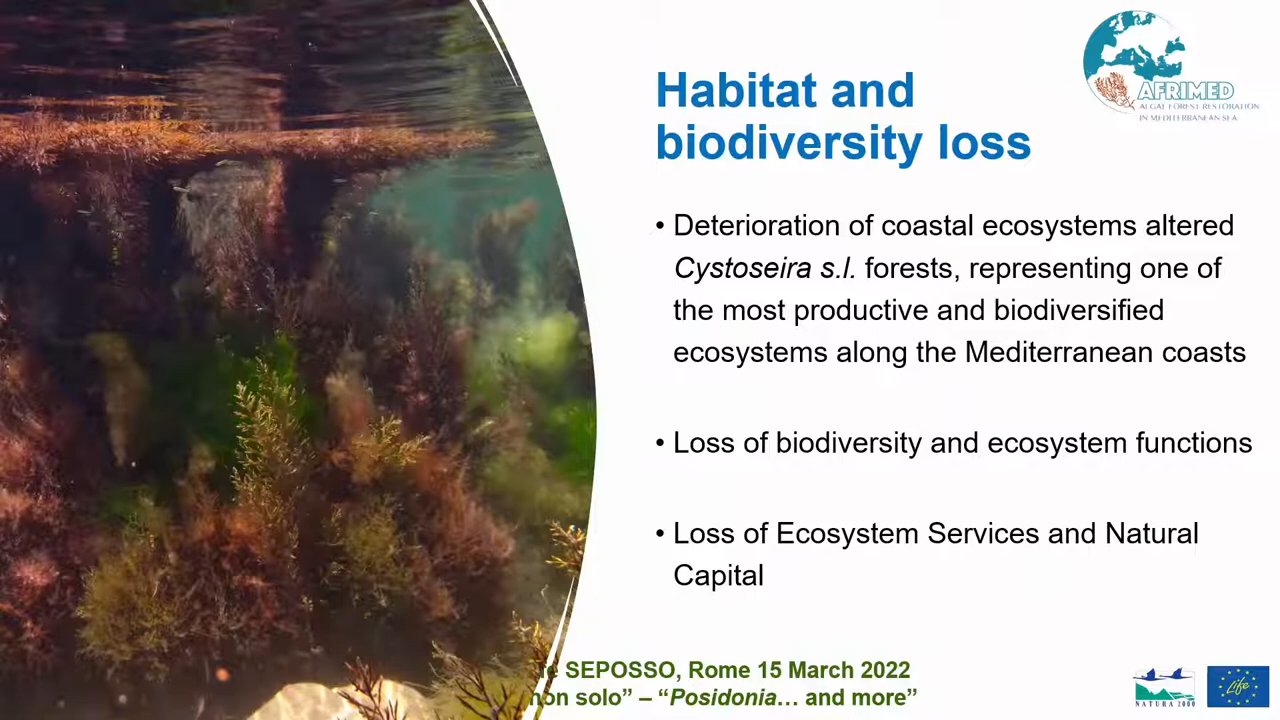 Habitat and
biodiversity loss
AFRIMED
ALGAE FOREST RESTORATION
IN MEDITERRANEAN SEA
• Deterioration of coastal ecosystems altered
Cystoseira s.l. forests, representing one of
the most productive and biodiversified
ecosystems along the Mediterranean coasts
• Loss of biodiversity and ecosystem functions
• Loss of Ecosystem Services and Natural
Capital
SEPOSSO, Rome 15 March 2022
non solo” – “Posidonia… and more”
NATURA 2000
Life